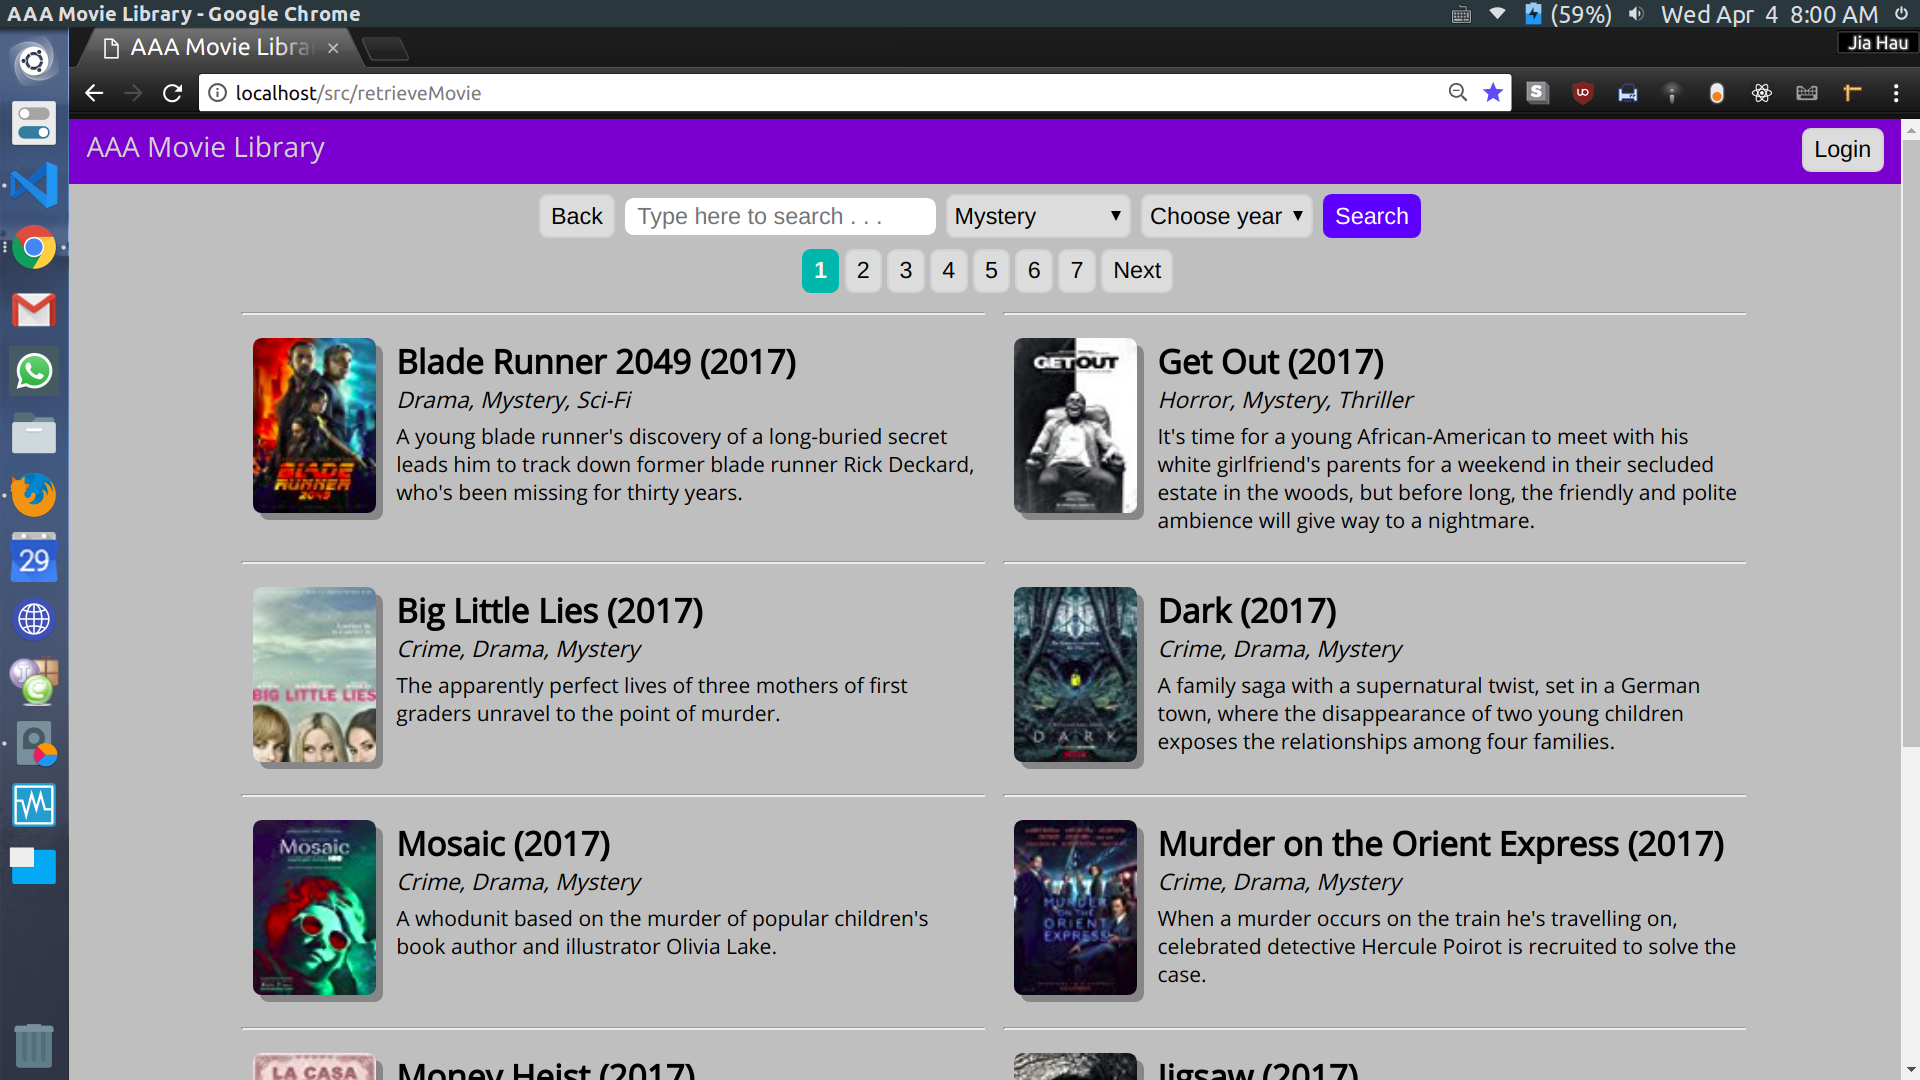 AAA Movie Library - Google Chrome
(59%) Wed Apr 4 8:00 AM
AAA Movie Libra
Jia Hau
localhost/src/retrieveMovie
AAA Movie Library
Login
Back
Type here to search . . .
Mystery
Choose year
Search
1 2 3 4 5 6 7 Next
BLADE
RUNNER
2049
Blade Runner 2049 (2017)
Drama, Mystery, Sci-Fi
A young blade runner's discovery of a long-buried secret
leads him to track down former blade runner Rick Deckard,
who's been missing for thirty years.
GET OUT
Get Out (2017)
Horror, Mystery, Thriller
It's time for a young African-American to meet with his
white girlfriend's parents for a weekend in their secluded
estate in the woods, but before long, the friendly and polite
ambience will give way to a nightmare.
BIG LITTLE LIES
Big Little Lies (2017)
Crime, Drama, Mystery
The apparently perfect lives of three mothers of first
graders unravel to the point of murder.
DARK
Dark (2017)
Crime, Drama, Mystery
A family saga with a supernatural twist, set in a German
town, where the disappearance of two young children
exposes the relationships among four families.
Mosaic
HBO
Mosaic (2017)
Crime, Drama, Mystery
A whodunit based on the murder of popular children's
book author and illustrator Olivia Lake.
MURDER
ON THE
ORIENT
EXPRESS
Murder on the Orient Express (2017)
Crime, Drama, Mystery
When a murder occurs on the train he's travelling on,
celebrated detective Hercule Poirot is recruited to solve the
case.
LA CASA
Money Heist (2017)
Jigsaw (2017)
29